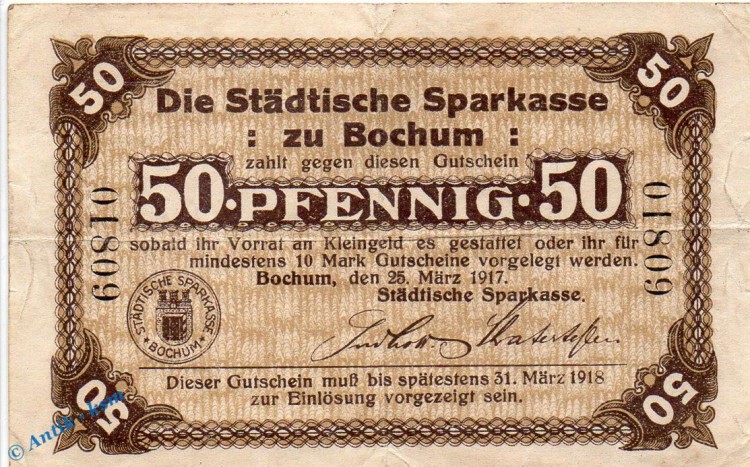 50
50
Die Städtische Sparkasse
: zu Bochum :
zahlt gegen diesen Gutschein
50·PFENNIG·50
sobald ihr Vorrat an Kleingeld es gestattet oder ihr für
mindestens 10 Mark Gutscheine vorgelegt werden.
Bochum, den 25. März 1917.
Städtische Sparkasse.
01809
01809
STÄDTISCHE SPARKASSE
* BOCHUM *
Dieser Gutschein muß bis spätestens 31. März 1918
zur Einlösung vorgezeigt sein.
50
50
© Antik-ksm